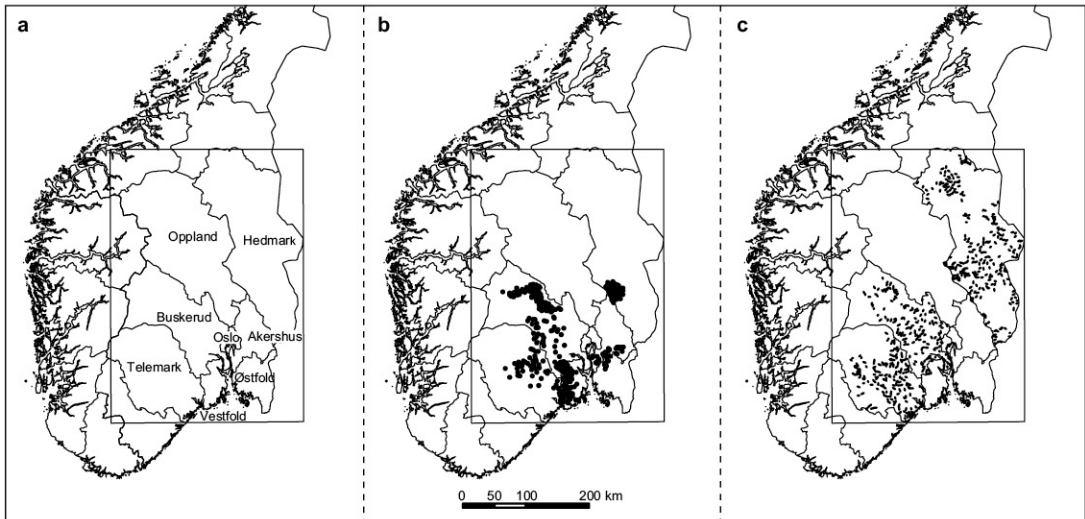 a
b
c
Oppland
Hedmark
Buskerud
Oslo
Akershus
Telemark
Østfold
Vestfold
0 50 100 200 km